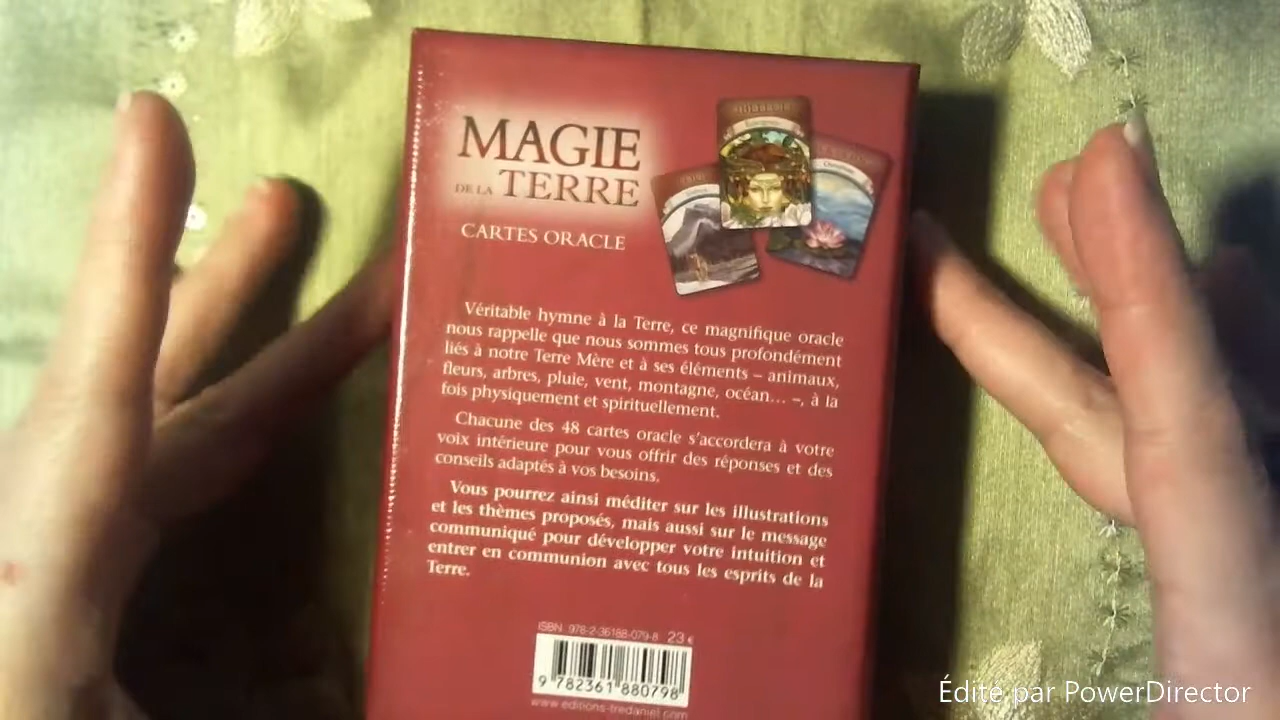 MAGIE
DE LA TERRE
CARTES ORACLE
Véritable hymne à la Terre, ce magnifique oracle
nous rappelle que nous sommes tous profondément
liés à notre Terre Mère et à ses éléments – animaux,
fleurs, arbres, pluie, vent, montagne, océan… –, à la
fois physiquement et spirituellement.
Chacune des 48 cartes oracle s'accordera à votre
voix intérieure pour vous offrir des réponses et des
conseils adaptés à vos besoins.
Vous pourrez ainsi méditer sur les illustrations
et les thèmes proposés, mais aussi sur le message
communiqué pour développer votre intuition et
entrer en communion avec tous les esprits de la
Terre.
ISBN 978-2-36188-079-8 23 €
9 782361 880798
www.editions-tredaniel.com
Édité par PowerDirector